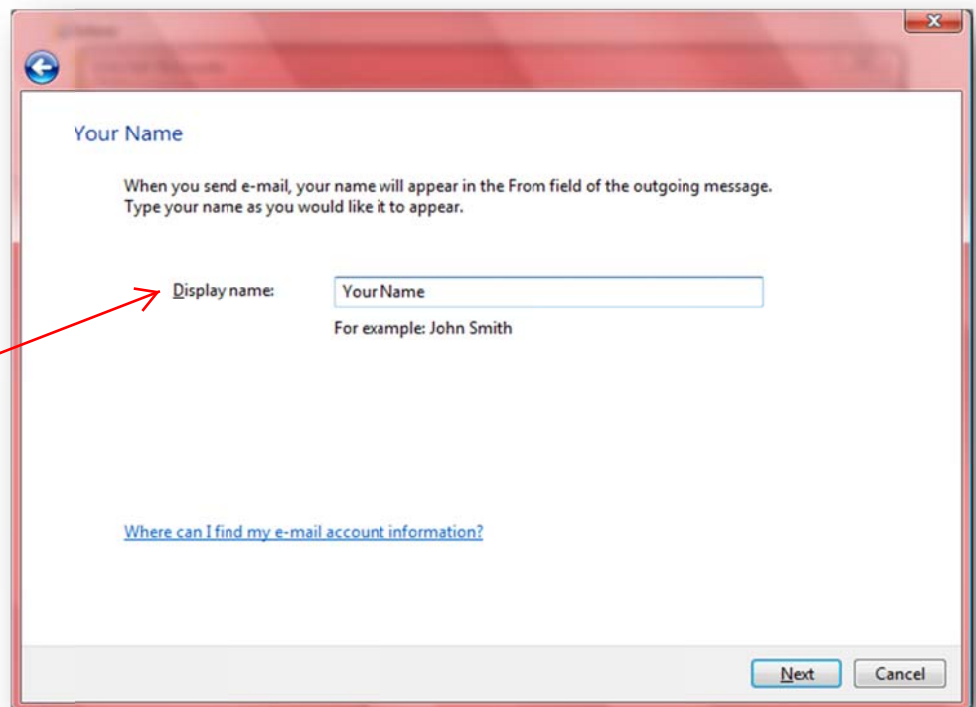 Your Name
When you send e-mail, your name will appear in the From field of the outgoing message.
Type your name as you would like it to appear.
Display name:
Your Name
For example: John Smith
Where can I find my e-mail account information?
Next
Cancel